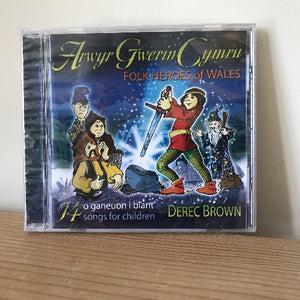 Arwyr Gwerin Cymru
FOLK HEROES of WALES
14 o ganeuon i blant
songs for children
DEREC BROWN